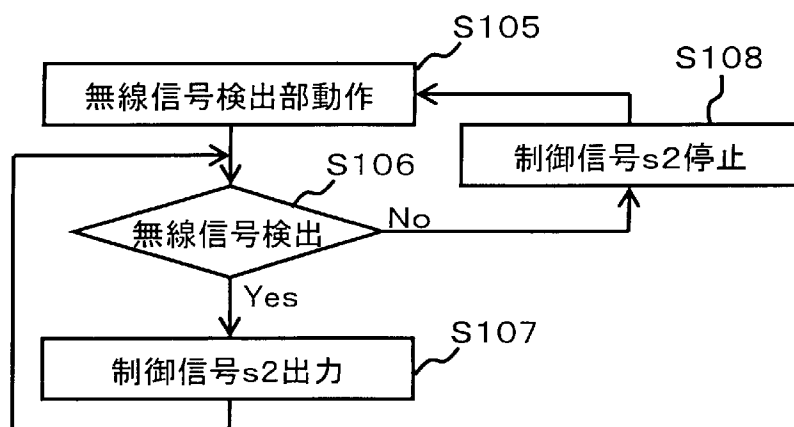 S105
無線信号検出部動作
S108
制御信号s2停止
S106
無線信号検出
No
Yes
S107
制御信号s2出力